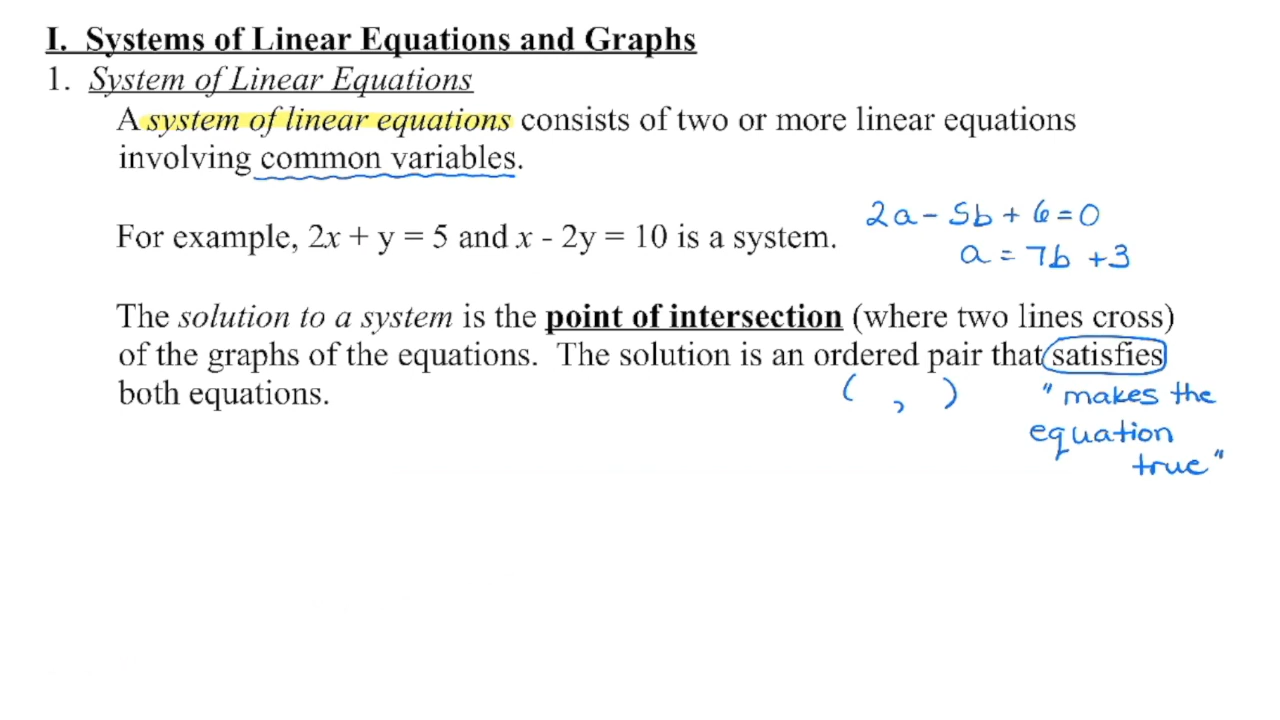 I. Systems of Linear Equations and Graphs
1. System of Linear Equations
A system of linear equations consists of two or more linear equations
involving common variables.
2a - 5b + 6 = 0
For example, 2x + y = 5 and x - 2y = 10 is a system.
a = 7b + 3
The solution to a system is the point of intersection (where two lines cross)
of the graphs of the equations. The solution is an ordered pair that satisfies
both equations.
( , )
"makes the
equation
true"